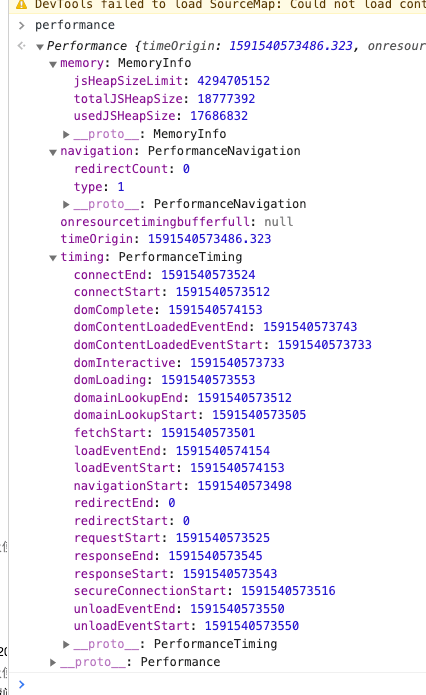 DevTools failed to load SourceMap: Could not load cont
performance
Performance {timeOrigin: 1591540573486.323, onresour
memory: MemoryInfo
jsHeapSizeLimit: 4294705152
totalJSHeapSize: 18777392
usedJSHeapSize: 17686832
__proto__: MemoryInfo
navigation: PerformanceNavigation
redirectCount: 0
type: 1
__proto__: PerformanceNavigation
onresourcetimingbufferfull: null
timeOrigin: 1591540573486.323
timing: PerformanceTiming
connectEnd: 1591540573524
connectStart: 1591540573512
domComplete: 1591540574153
domContentLoadedEventEnd: 1591540573743
domContentLoadedEventStart: 1591540573733
domInteractive: 1591540573733
domLoading: 1591540573553
domainLookupEnd: 1591540573512
domainLookupStart: 1591540573505
fetchStart: 1591540573501
loadEventEnd: 1591540574154
loadEventStart: 1591540574153
navigationStart: 1591540573498
redirectEnd: 0
redirectStart: 0
requestStart: 1591540573525
responseEnd: 1591540573545
responseStart: 1591540573543
secureConnectionStart: 1591540573516
unloadEventEnd: 1591540573550
unloadEventStart: 1591540573550
__proto__: PerformanceTiming
__proto__: Performance